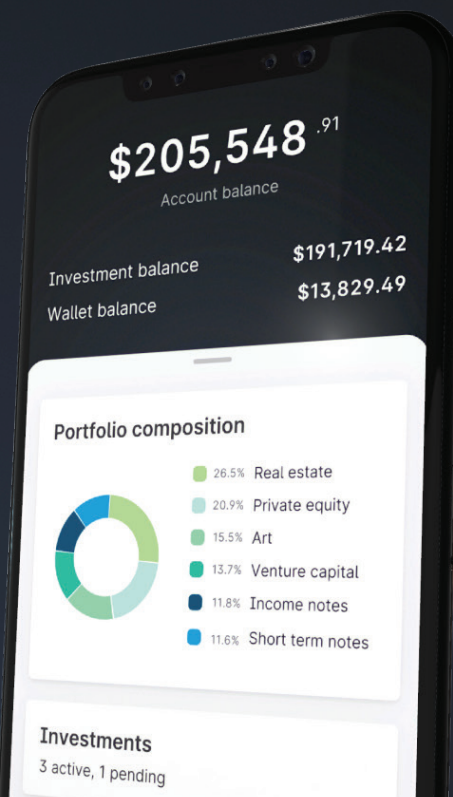 $205,548.91
Account balance
Investment balance $191,719.42
Wallet balance $13,829.49
Portfolio composition
26.5% Real estate
20.9% Private equity
15.5% Art
13.7% Venture capital
11.8% Income notes
11.6% Short term notes
Investments
3 active, 1 pending